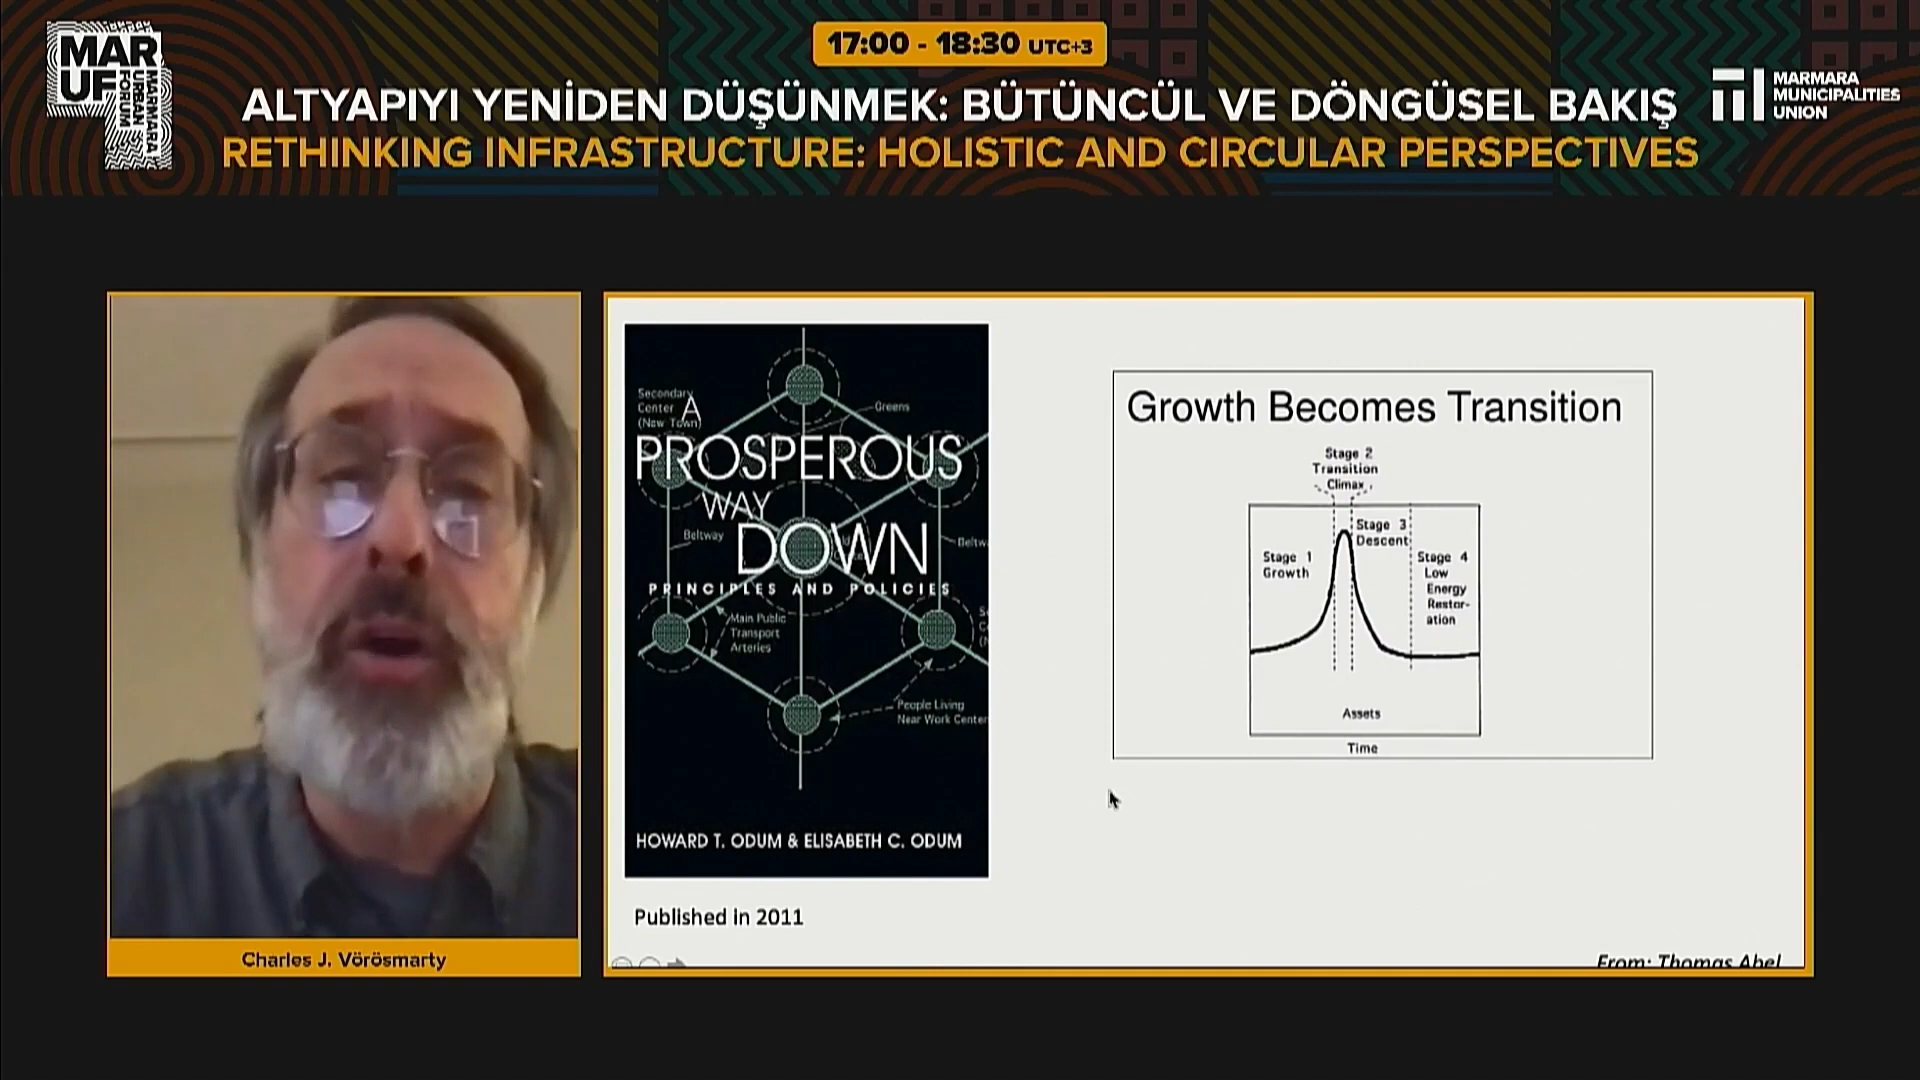 MAR
UF
MARMARA
URBAN
FORUM
17:00 - 18:30 UTC+3
ALTYAPIYI YENİDEN DÜŞÜNMEK: BÜTÜNCÜL VE DÖNGÜSEL BAKIŞ
RETHINKING INFRASTRUCTURE: HOLISTIC AND CIRCULAR PERSPECTIVES
MARMARA
MUNICIPALITIES
UNION
Charles J. Vörösmarty
Secondary
Center
(New Town)
Greens
A
PROSPEROUS
WAY
DOWN
Beltway
PRINCIPLES AND POLICIES
Main Public
Transport
Arteries
People Living
Near Work Center
HOWARD T. ODUM & ELISABETH C. ODUM
Published in 2011
Growth Becomes Transition
Stage 2
Transition
Climax
Stage 1
Growth
Stage 3
Descent
Stage 4
Low
Energy
Restor-
ation
Assets
Time
From: Thomas Abel